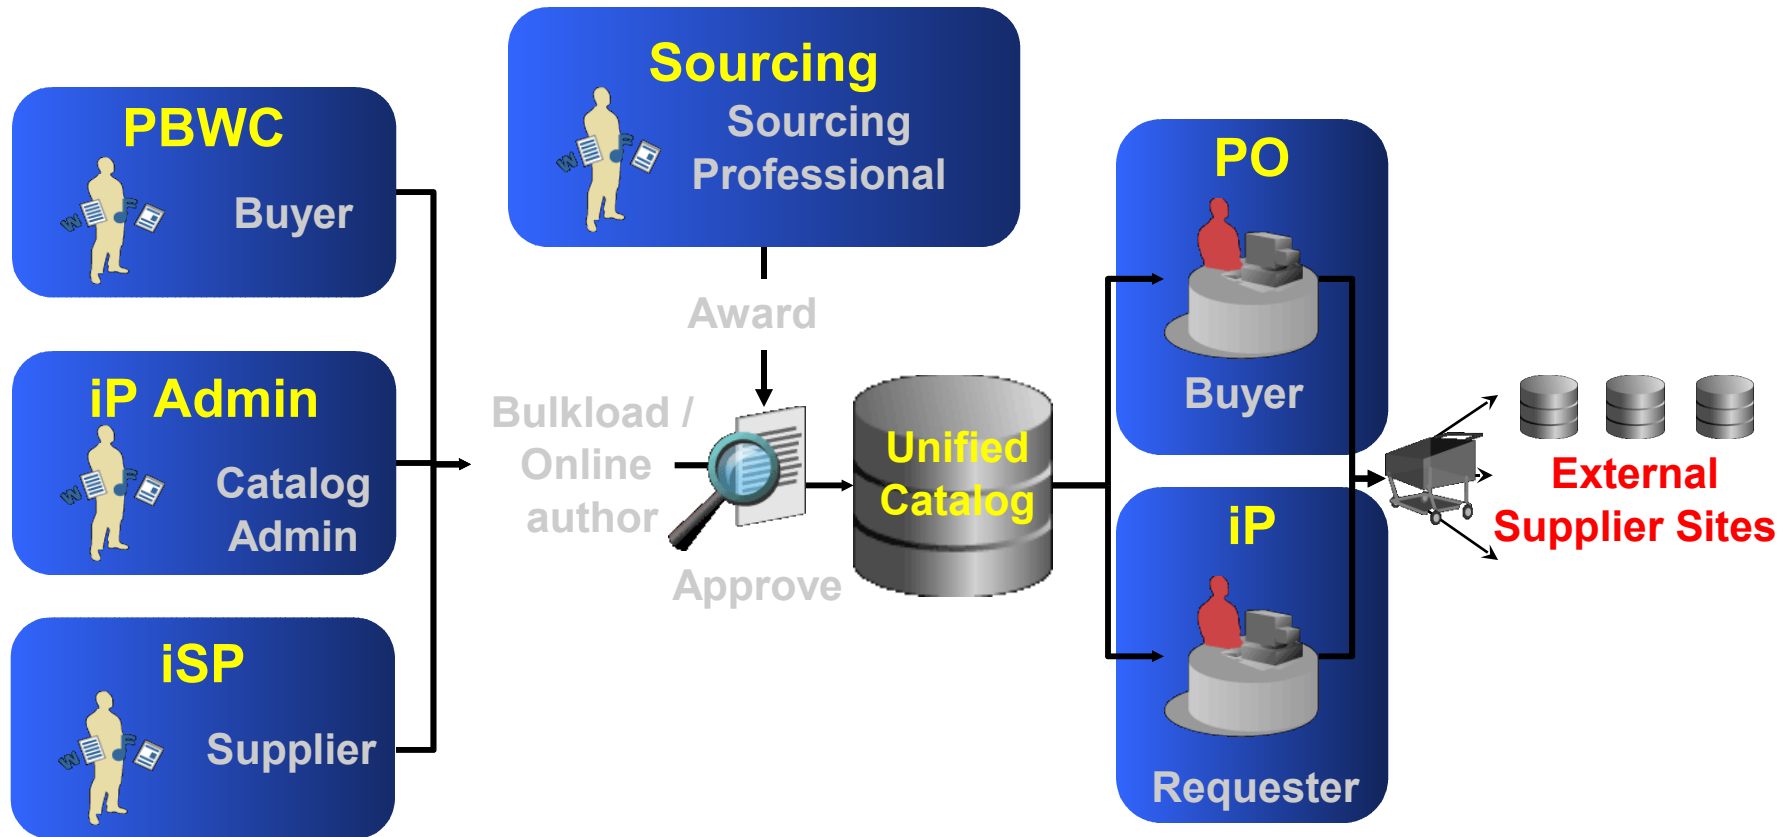 PBWC
Buyer
iP Admin
Catalog
Admin
iSP
Supplier
Sourcing
Sourcing
Professional
Award
Bulkload /
Online
author
Approve
Unified
Catalog
PO
Buyer
iP
Requester
External
Supplier Sites